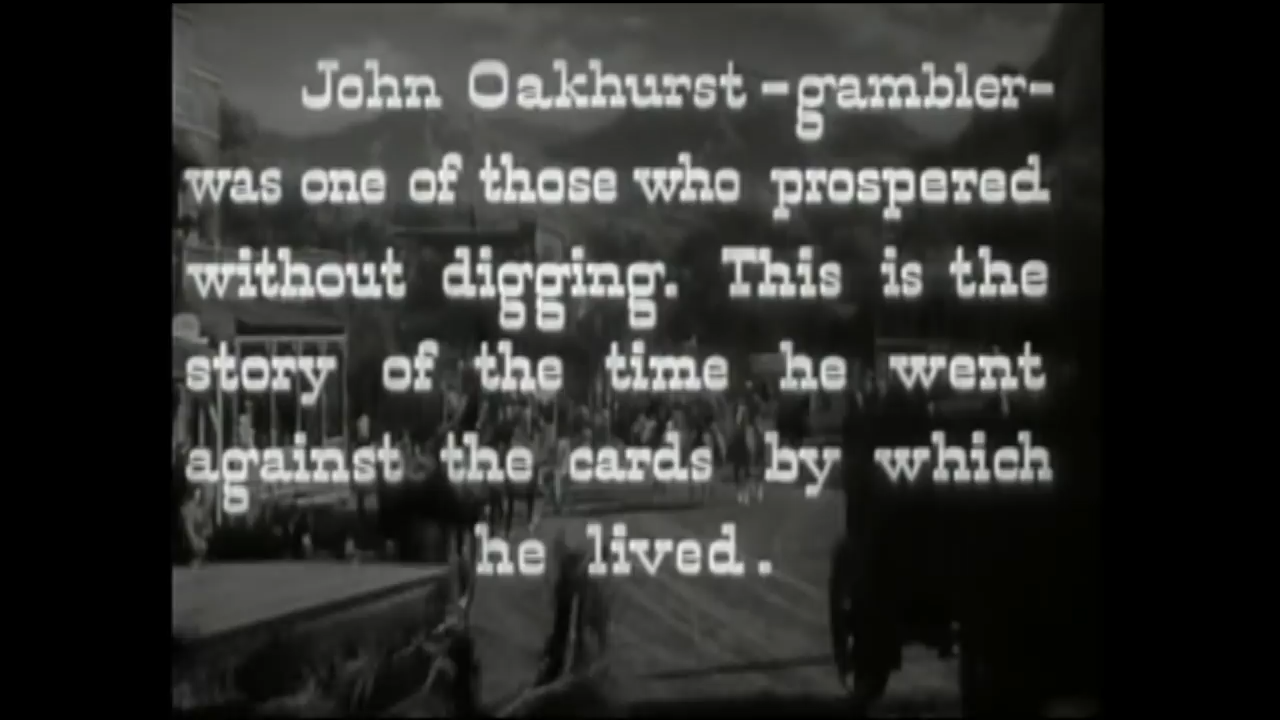 John Oakhurst-gambler-
was one of those who prospered
without digging. This is the
story of the time he went
against the cards by which
he lived.